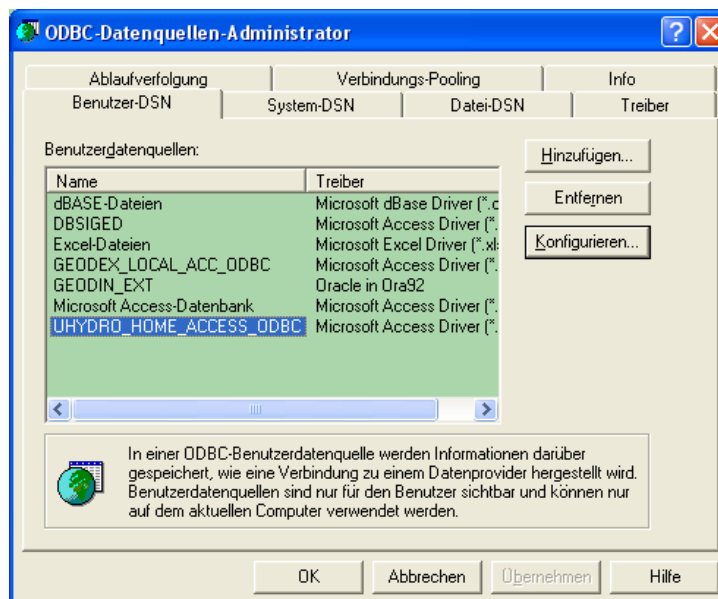 ODBC-Datenquellen-Administrator
Ablaufverfolgung
Verbindungs-Pooling
Info
Benutzer-DSN
System-DSN
Datei-DSN
Treiber
Benutzerdatenquellen:
Name Treiber
dBASE-Dateien Microsoft dBase Driver (*.
DBSIGED Microsoft Access Driver (*.
Excel-Dateien Microsoft Excel Driver (*.xl
GEODEX_LOCAL_ACC_ODBC Microsoft Access Driver (*.
GEODIN_EXT Oracle in Ora92
Microsoft Access-Datenbank Microsoft Access Driver (*.
UHYDRO_HOME_ACCESS_ODBC Microsoft Access Driver (*.
Hinzufügen...
Entfernen
Konfigurieren...
In einer ODBC-Benutzerdatenquelle werden Informationen darüber
gespeichert, wie eine Verbindung zu einem Datenprovider hergestellt wird.
Benutzerdatenquellen sind nur für den Benutzer sichtbar und können nur
auf dem aktuellen Computer verwendet werden.
OK
Abbrechen
Übernehmen
Hilfe